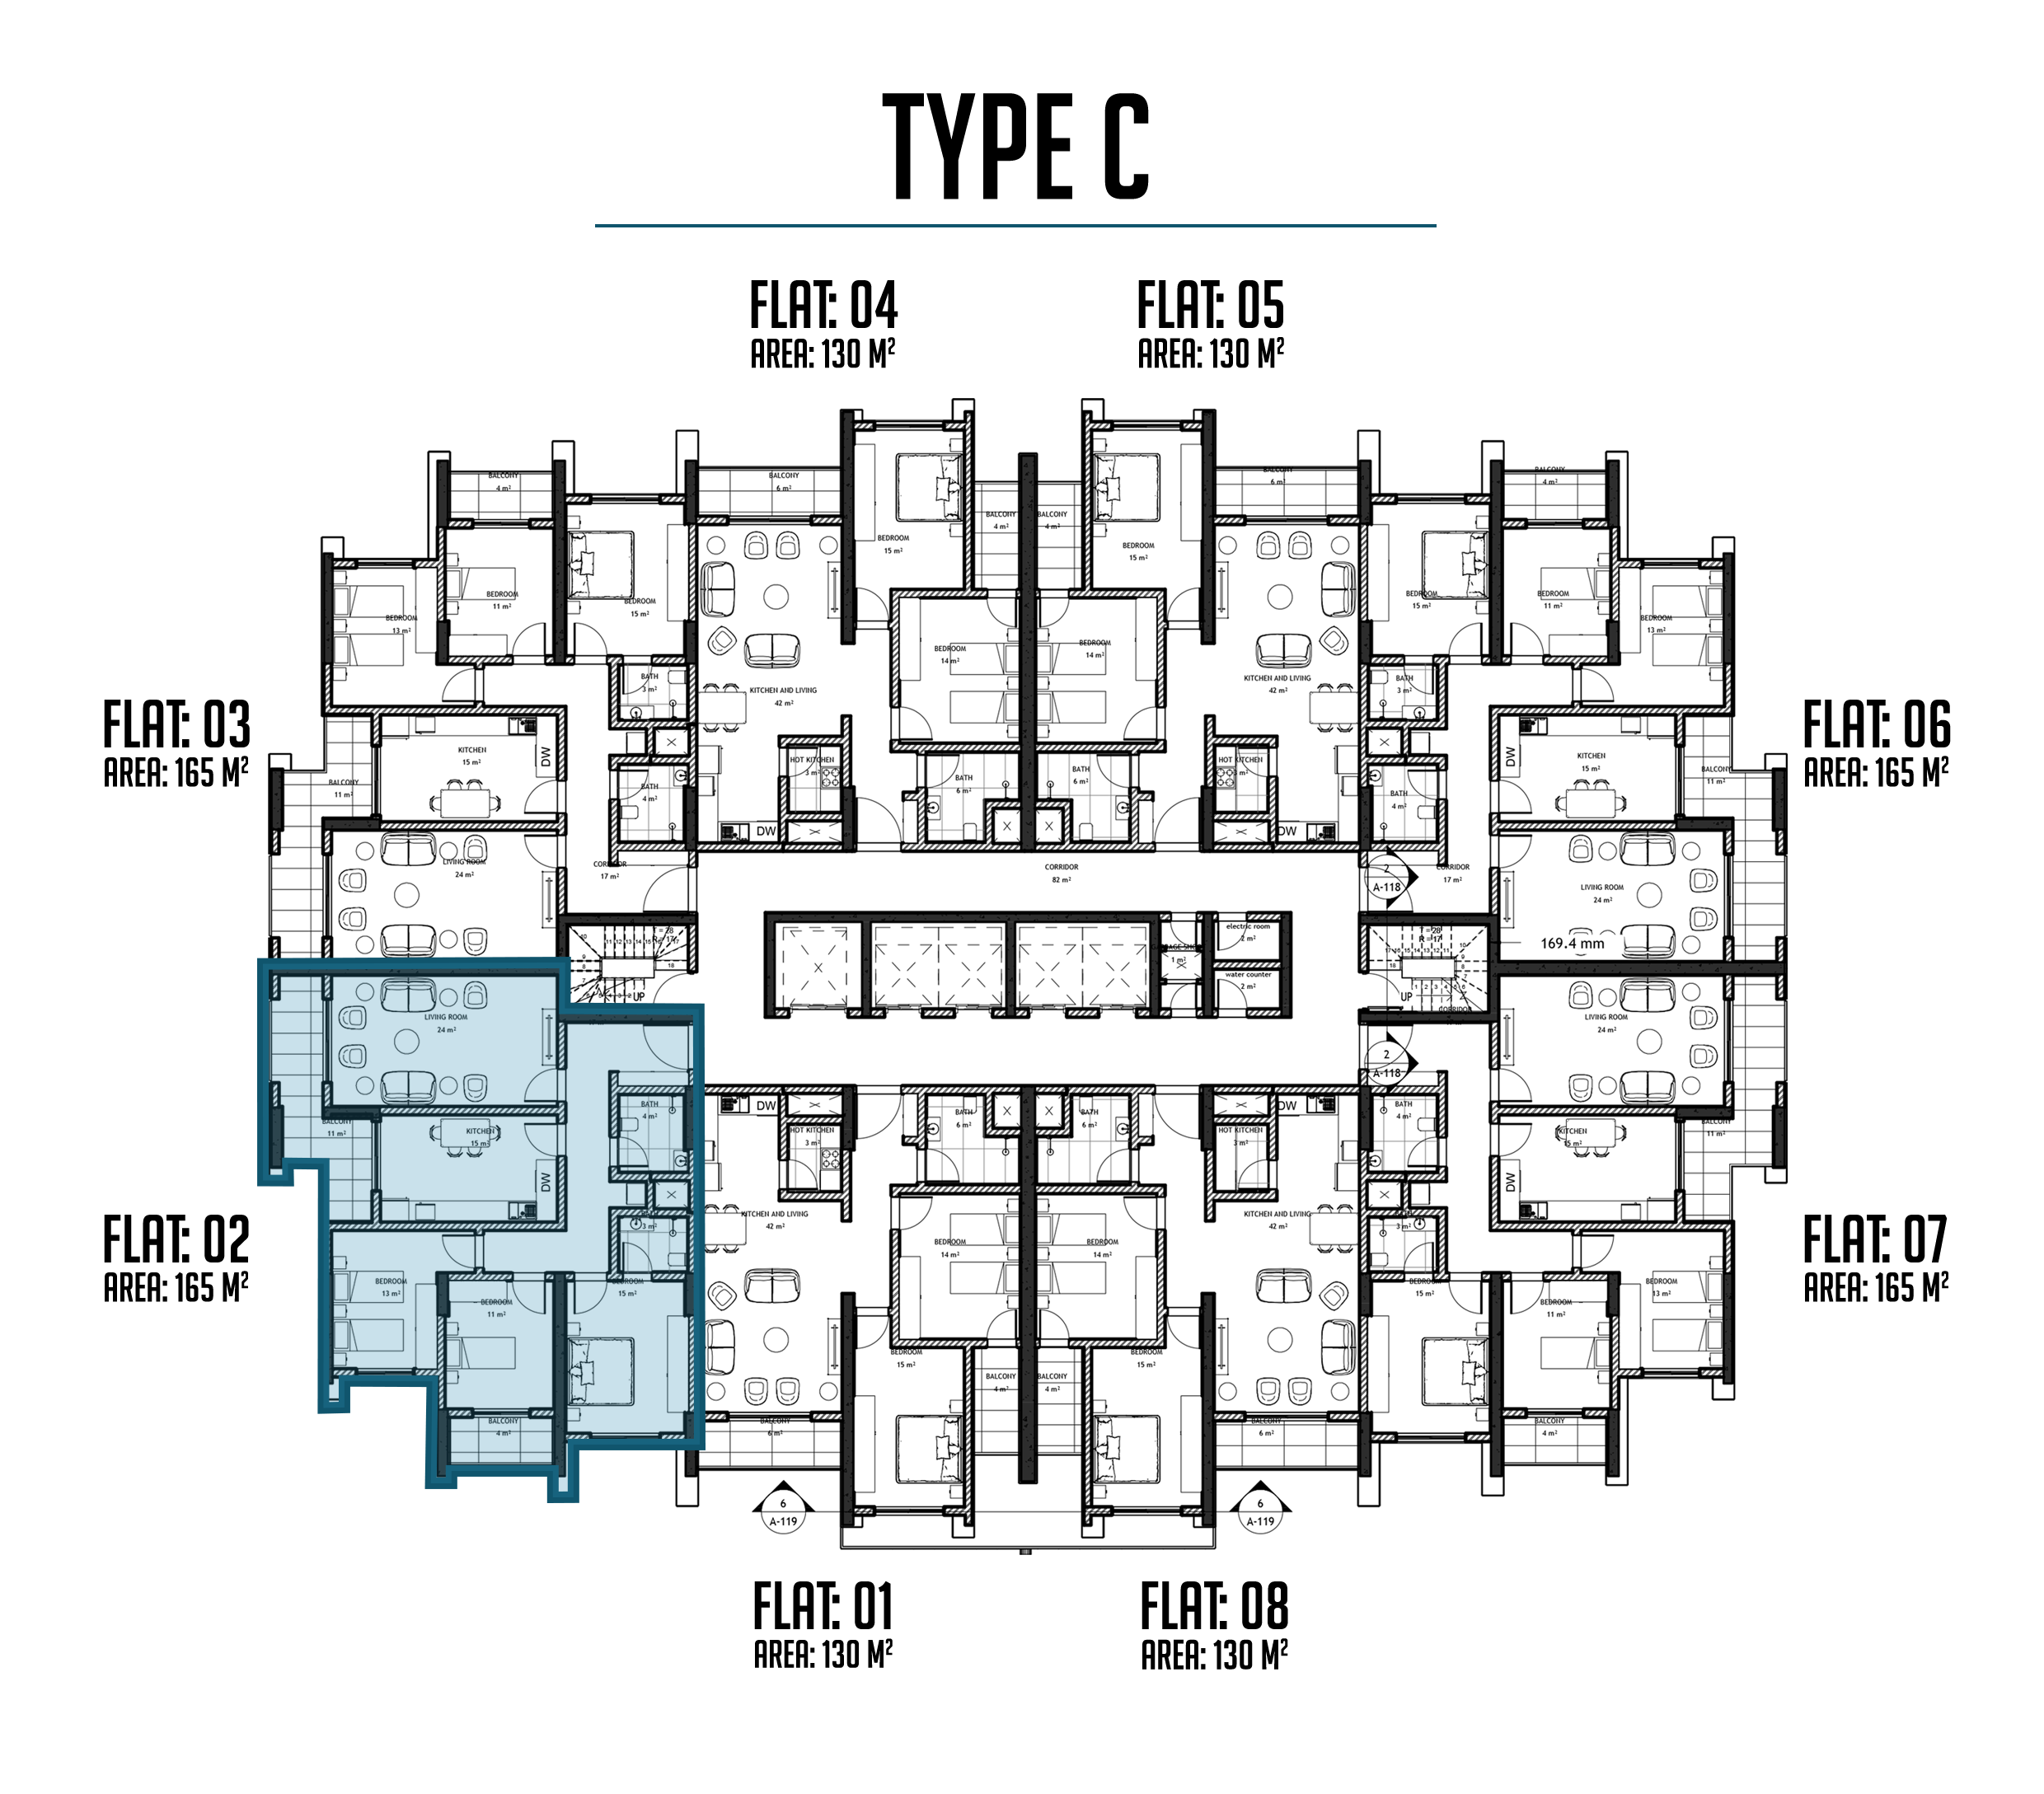 TYPE C
FLAT: 04
AREA: 130 M²
FLAT: 05
AREA: 130 M²
BALCONY
4 m²
BALCONY
6 m²
BALCONY
4 m²
BALCONY
4 m²
BALCONY
6 m²
BALCONY
4 m²
BEDROOM
15 m²
BEDROOM
15 m²
BEDROOM
13 m²
BEDROOM
11 m²
BEDROOM
15 m²
BEDROOM
15 m²
BEDROOM
11 m²
BEDROOM
13 m²
BEDROOM
14 m²
BEDROOM
14 m²
BATH
3 m²
KITCHEN AND LIVING
42 m²
KITCHEN AND LIVING
42 m²
BATH
3 m²
FLAT: 03
AREA: 165 M²
FLAT: 06
AREA: 165 M²
KITCHEN
15 m²
DW
HOT KITCHEN
3 m²
BATH
6 m²
BATH
6 m²
HOT KITCHEN
3 m²
DW
KITCHEN
15 m²
BALCONY
11 m²
BATH
4 m²
BATH
4 m²
BALCONY
11 m²
DW
DW
LIVING ROOM
24 m²
CORRIDOR
17 m²
CORRIDOR
82 m²
2
A-118
CORRIDOR
17 m²
LIVING ROOM
24 m²
electric room
2 m²
1 m²
water counter
2 m²
T = 28
R = 17
169.4 mm
UP
UP
CORRIDOR
LIVING ROOM
24 m²
LIVING ROOM
24 m²
2
A-118
BALCONY
11 m²
KITCHEN
15 m²
DW
BATH
4 m²
DW
HOT KITCHEN
3 m²
BATH
6 m²
BATH
6 m²
HOT KITCHEN
3 m²
DW
BATH
4 m²
KITCHEN
15 m²
DW
BALCONY
11 m²
3 m²
KITCHEN AND LIVING
42 m²
KITCHEN AND LIVING
42 m²
3 m²
FLAT: 02
AREA: 165 M²
FLAT: 07
AREA: 165 M²
BEDROOM
14 m²
BEDROOM
14 m²
BEDROOM
13 m²
BEDROOM
11 m²
BEDROOM
15 m²
BEDROOM
15 m²
BEDROOM
11 m²
BEDROOM
13 m²
BEDROOM
15 m²
BEDROOM
15 m²
BALCONY
4 m²
BALCONY
4 m²
BALCONY
4 m²
BALCONY
6 m²
BALCONY
6 m²
BALCONY
4 m²
6
A-119
6
A-119
FLAT: 01
AREA: 130 M²
FLAT: 08
AREA: 130 M²